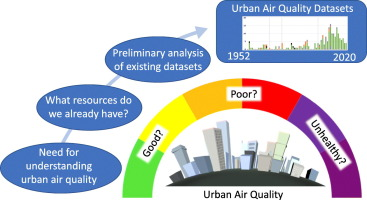 Urban Air Quality Datasets
1952
2020
Preliminary analysis
of existing datasets
What resources do
we already have?
Need for
understanding
urban air quality
Good?
Poor?
Unhealthy?
Urban Air Quality